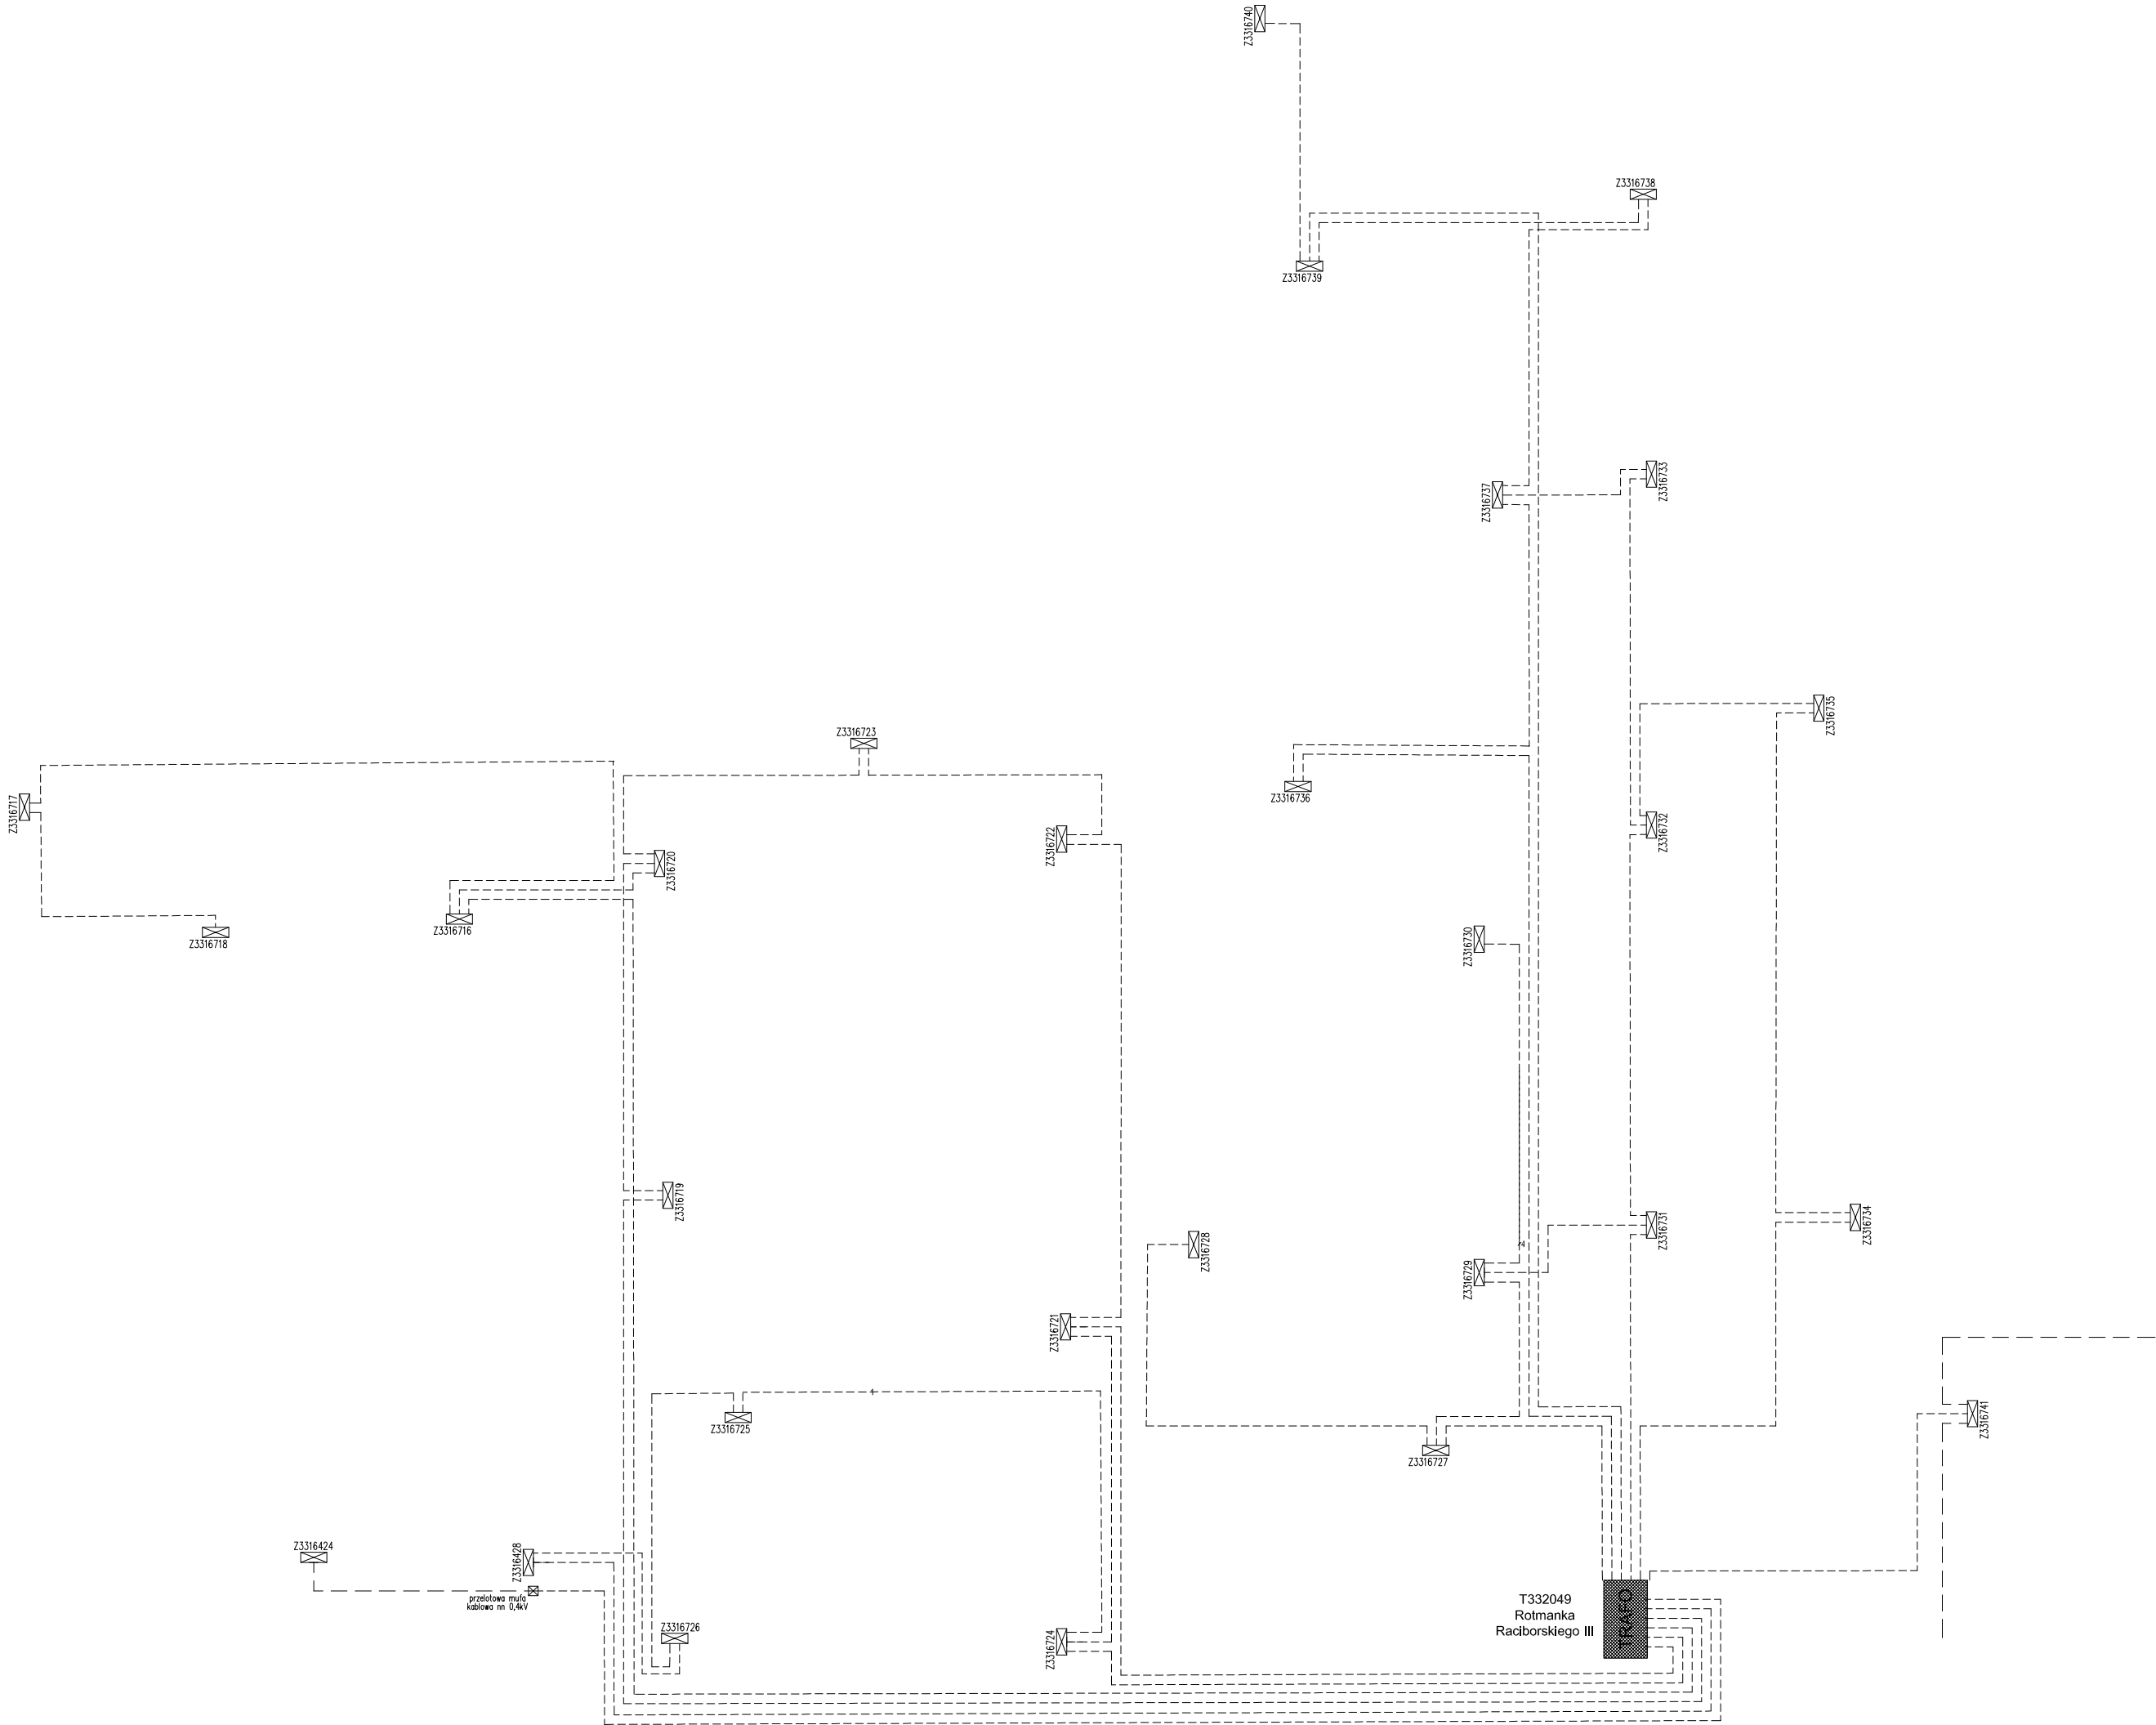 Z3316740
Z3316738
Z3316739
Z3316733
Z3316737
Z3316735
Z3316723
Z3316736
Z3316717
Z3316732
Z3316722
Z3316720
Z3316718
Z3316716
Z3316730
Z3316719
Z3316734
Z3316731
Z3316728
Z3316729
Z3316721
Z3316741
Z3316725
Z3316727
Z3316424
Z3316428
przelotowa mufa
kablowa nn 0,4kV
Z3316726
Z3316724
T332049
Rotmanka
Raciborskiego III
TRAFO